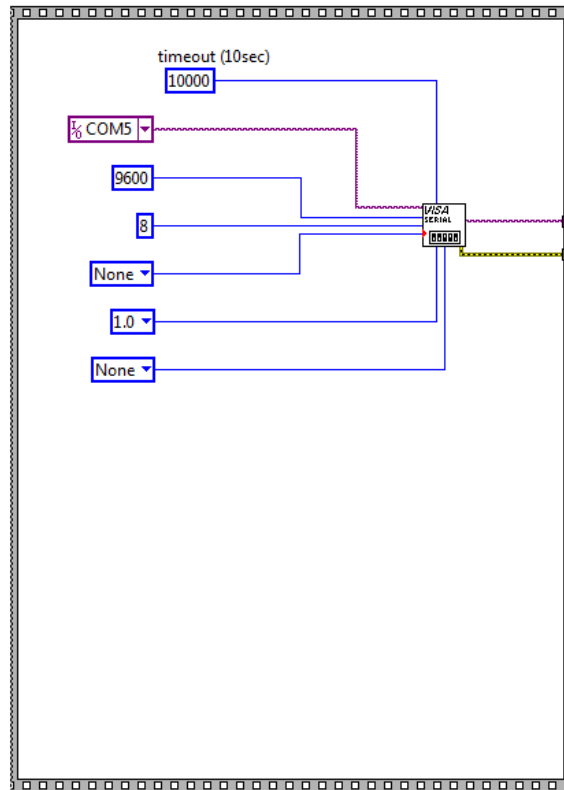 timeout (10sec)
10000
I/O COM5
9600
VISA
SERIAL
8
None
1.0
None